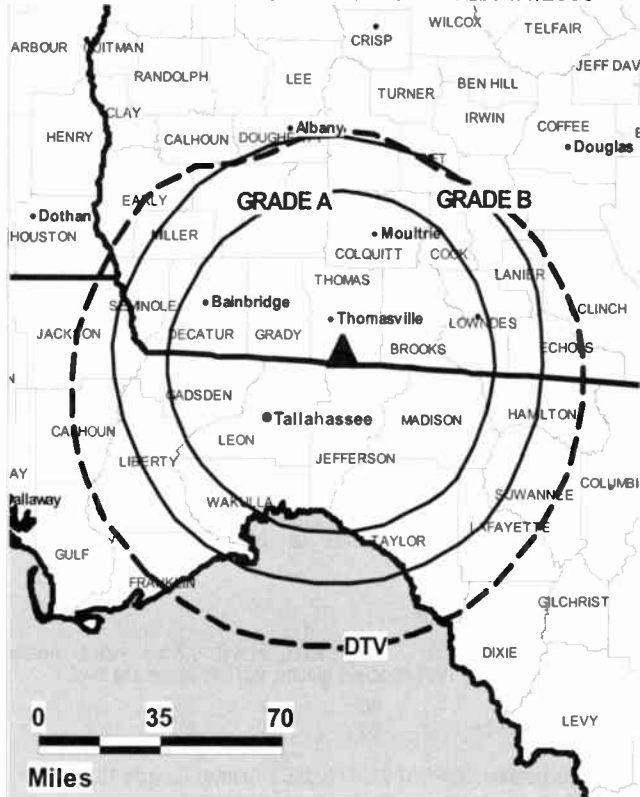 WILCOX TELFAIR
CRISP
ARBOUR QUITMAN
JEFF DAV
RANDOLPH LEE
TURNER BEN HILL
CLAY
IRWIN
HENRY CALHOUN Albany COFFEE
Douglas
EARLY GRADE A GRADE B
Dothan
HOUSTON MILLER Moultrie
COLQUITT COOK
LANIER
THOMAS
SEMINOLE Bainbridge CLINCH
Thomasville LOWNDES
JACKSON DECATUR GRADY
BROOKS ECHOLS
GADSDEN
Tallahassee MADISON HAMILTON
CALHOUN
LEON
LIBERTY JEFFERSON
COLUMBI
AY
WAKULLA SUWANNEE
LAFAYETTE
GULF TAYLOR
FRANKLIN
GILCHRIST
DTV DIXIE
0 35 70
LEVY
Miles